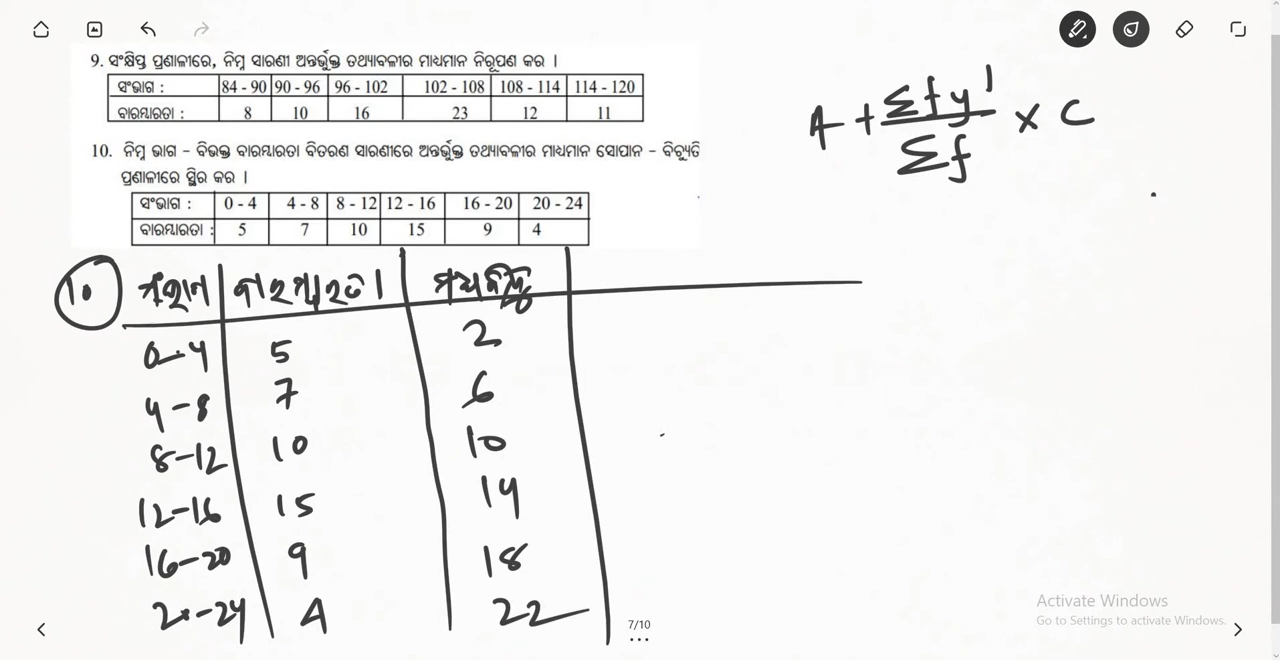 9. ସଂକ୍ଷିପ୍ତ ପ୍ରଣାଳୀରେ, ନିମ୍ନ ସାରଣୀ ଅନ୍ତର୍ଭୁକ୍ତ ତଥ୍ୟାବଳୀର ମାଧ୍ୟମାନ ନିରୂପଣ କର ।
ସଂଭାଗ : 84 - 90 90 - 96 96 - 102 102 - 108 108 - 114 114 - 120
ବାରମ୍ବାରତା : 8 10 16 23 12 11
10. ନିମ୍ନ ଭାଗ - ବିଭକ୍ତ ବାରମ୍ବାରତା ବିତରଣ ସାରଣୀରେ ଅନ୍ତର୍ଭୁକ୍ତ ତଥ୍ୟାବଳୀର ମାଧ୍ୟମାନ ସୋପାନ - ବିଚ୍ୟୁତି
ପ୍ରଣାଳୀରେ ସ୍ଥିର କର ।
ସଂଭାଗ : 0 - 4 4 - 8 8 - 12 12 - 16 16 - 20 20 - 24
ବାରମ୍ବାରତା : 5 7 10 15 9 4
A + Σfy' / Σf × C
10 ସଂଭାଗ ବାରମ୍ବାରତା ମଧ୍ୟବିନ୍ଦୁ
0-4 5 2
4-8 7 6
8-12 10 10
12-16 15 14
16-20 9 18
20-24 4 22
7/10
Activate Windows
Go to Settings to activate Windows.